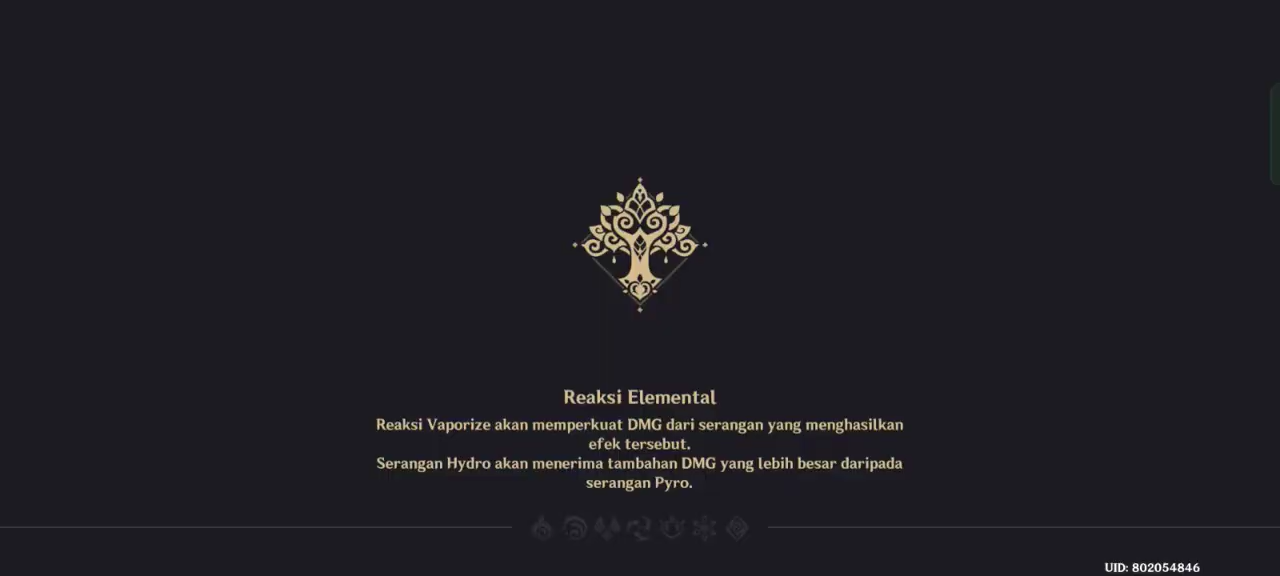 Reaksi Elemental
Reaksi Vaporize akan memperkuat DMG dari serangan yang menghasilkan
efek tersebut.
Serangan Hydro akan menerima tambahan DMG yang lebih besar daripada
serangan Pyro.
UID: 802054846